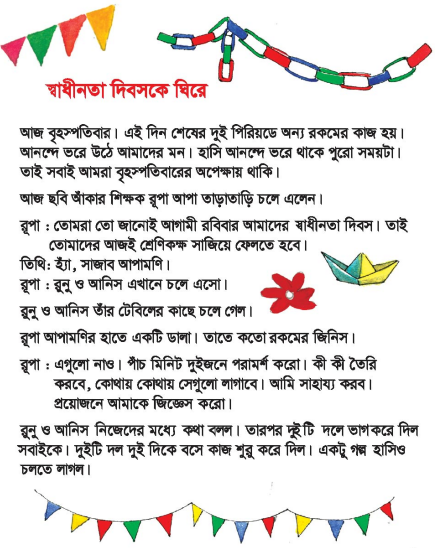 স্বাধীনতা দিবসকে ঘিরে
আজ বৃহস্পতিবার। এই দিন শেষের দুই পিরিয়ডে অন্য রকমের কাজ হয়।
আনন্দে ভরে উঠে আমাদের মন। হাসি আনন্দে ভরে থাকে পুরো সময়টা।
তাই সবাই আমরা বৃহস্পতিবারের অপেক্ষায় থাকি।
আজ ছবি আঁকার শিক্ষক রূপা আপা তাড়াতাড়ি চলে এলেন।
রূপা : তোমরা তো জানোই আগামী রবিবার আমাদের স্বাধীনতা দিবস। তাই
তোমাদের আজই শ্রেণিকক্ষ সাজিয়ে ফেলতে হবে।
তিথি: হ্যাঁ, সাজাব আপামণি।
রূপা : রুনু ও আনিস এখানে চলে এসো।
রুনু ও আনিস তাঁর টেবিলের কাছে চলে গেল।
রূপা আপামণির হাতে একটি ডালা। তাতে কতো রকমের জিনিস।
রূপা : এগুলো নাও। পাঁচ মিনিট দুইজনে পরামর্শ করো। কী কী তৈরি
করবে, কোথায় কোথায় সেগুলো লাগাবে। আমি সাহায্য করব।
প্রয়োজনে আমাকে জিজ্ঞেস করো।
রুনু ও আনিস নিজেদের মধ্যে কথা বলল। তারপর দুইটি দলে ভাগকরে দিল
সবাইকে। দুইটি দল দুই দিকে বসে কাজ শুরু করে দিল। একটু গল্প হাসিও
চলতে লাগল।